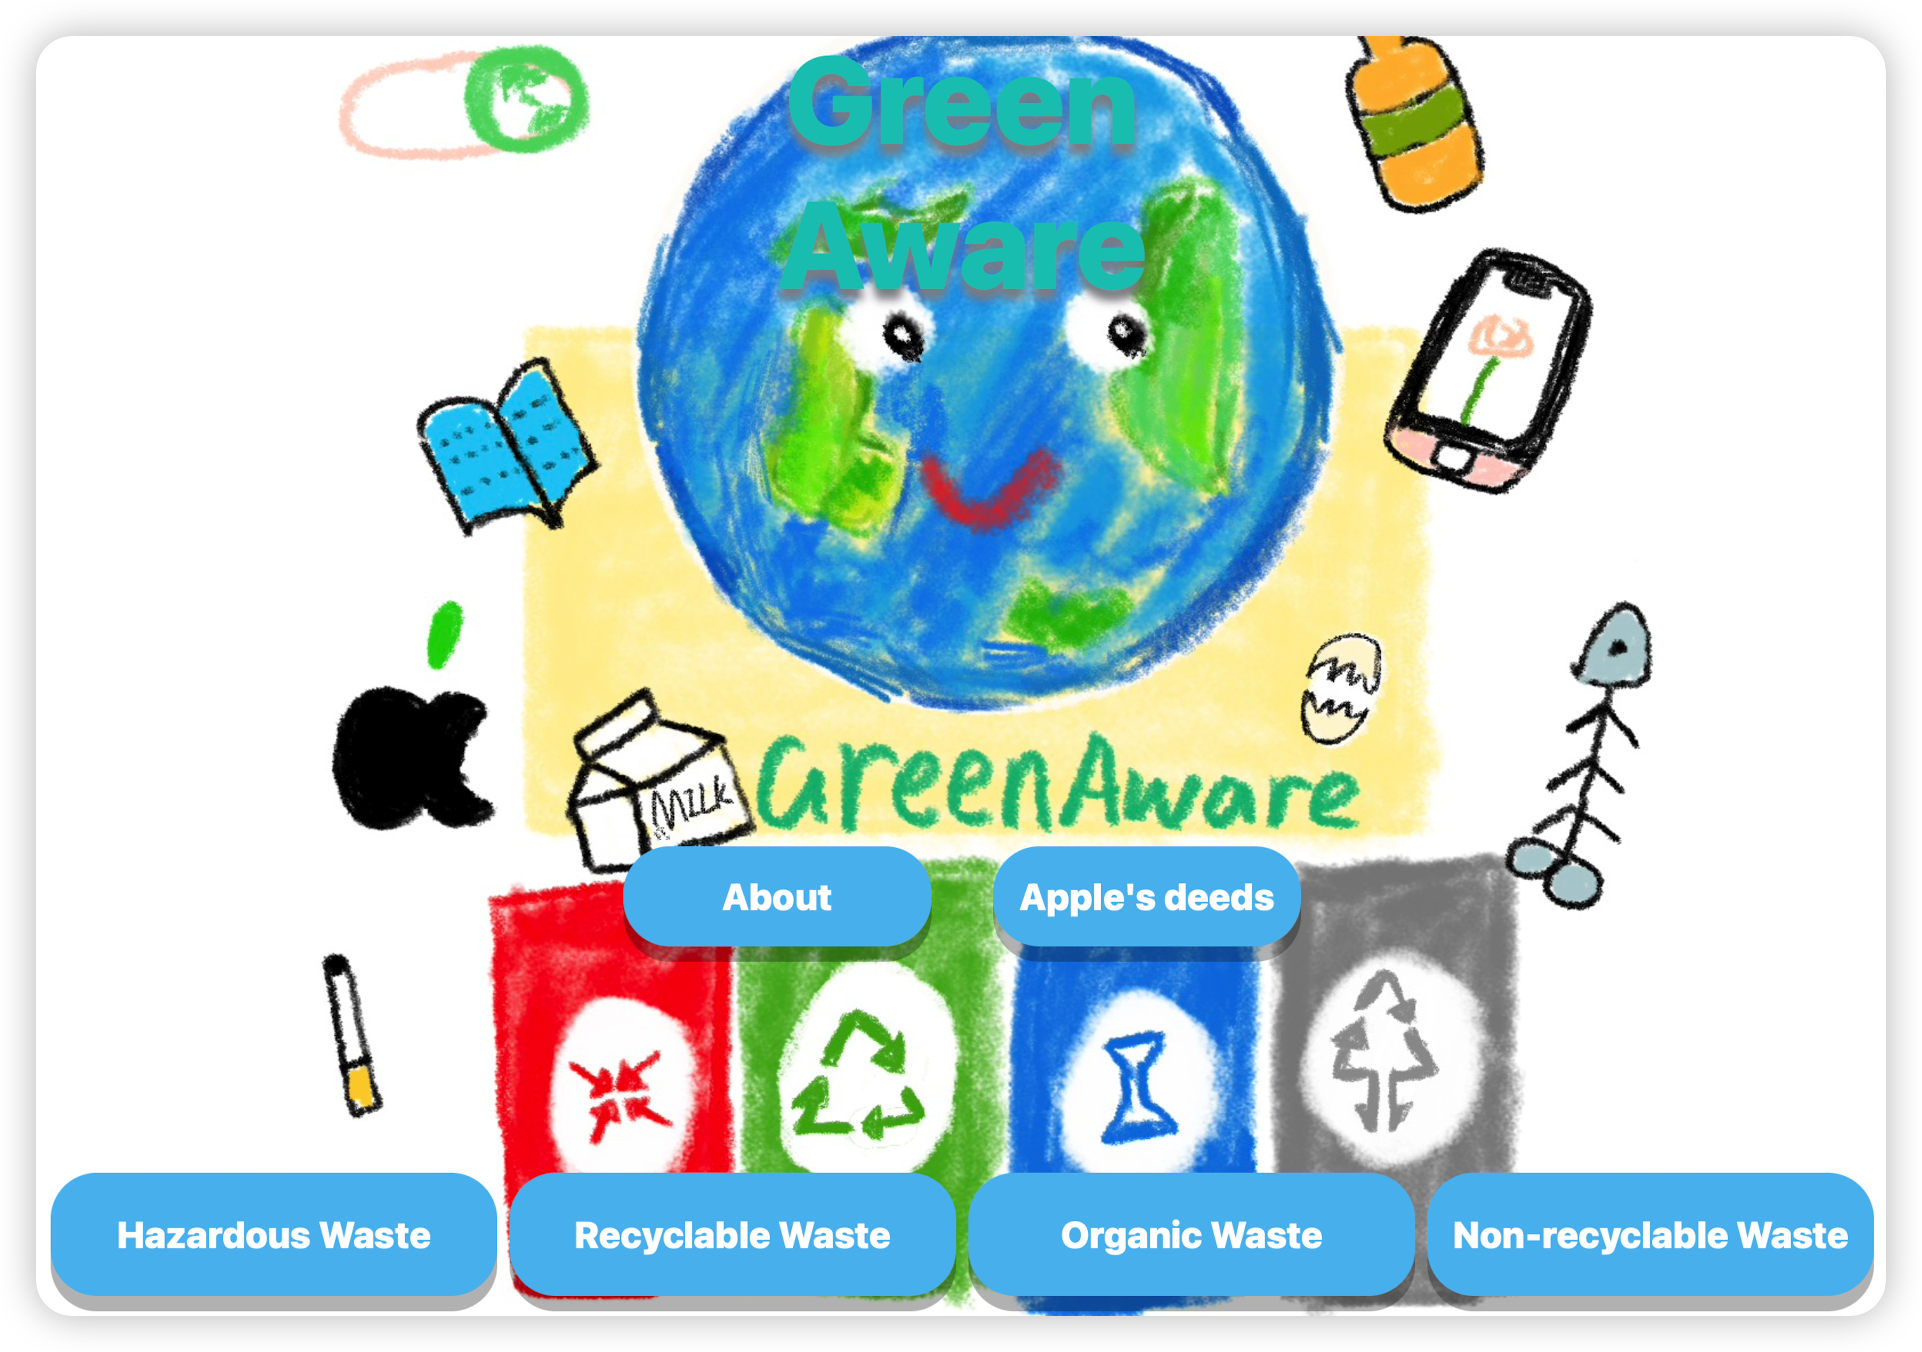 Green
Aware
Milk
GreenAware
About
Apple's deeds
Hazardous Waste
Recyclable Waste
Organic Waste
Non-recyclable Waste